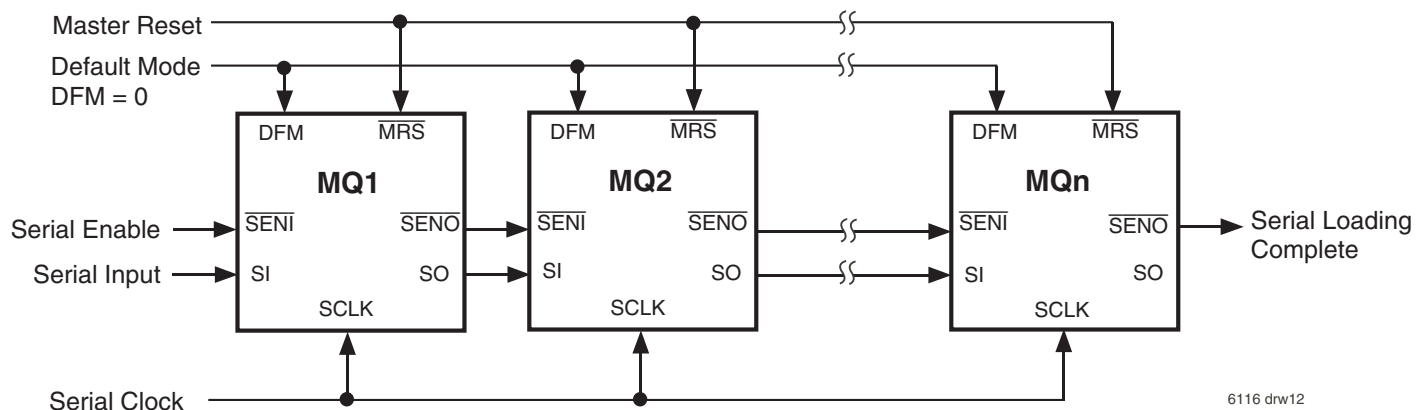 Master Reset
Default Mode
DFM = 0
DFM
MRS
DFM
MRS
DFM
MRS
MQ1
MQ2
MQn
Serial Enable
SENI
SENO
SENI
SENO
SENI
SENO
Serial Loading
Complete
Serial Input
SI
SO
SI
SO
SI
SO
SCLK
SCLK
SCLK
Serial Clock
6116 drw12